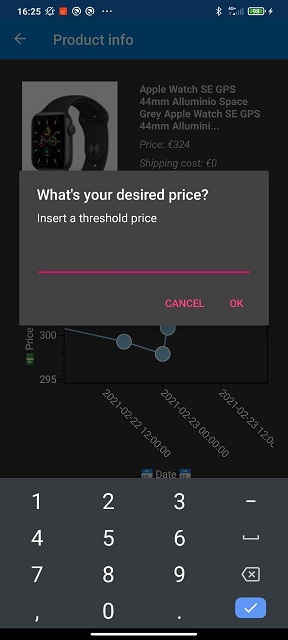 16:25
98
Product info
Apple Watch SE GPS
44mm Alluminio Space
Grey Apple Watch SE GPS
44mm Allumini...
Price: €324
Shipping cost: €0
What's your desired price?
Insert a threshold price
CANCEL OK
300
Price
295
2021-02-22 12:00:00
2021-02-23 00:00:00
2021-02-23 12:0
Date
1 2 3 –
4 5 6
7 8 9
, 0 .